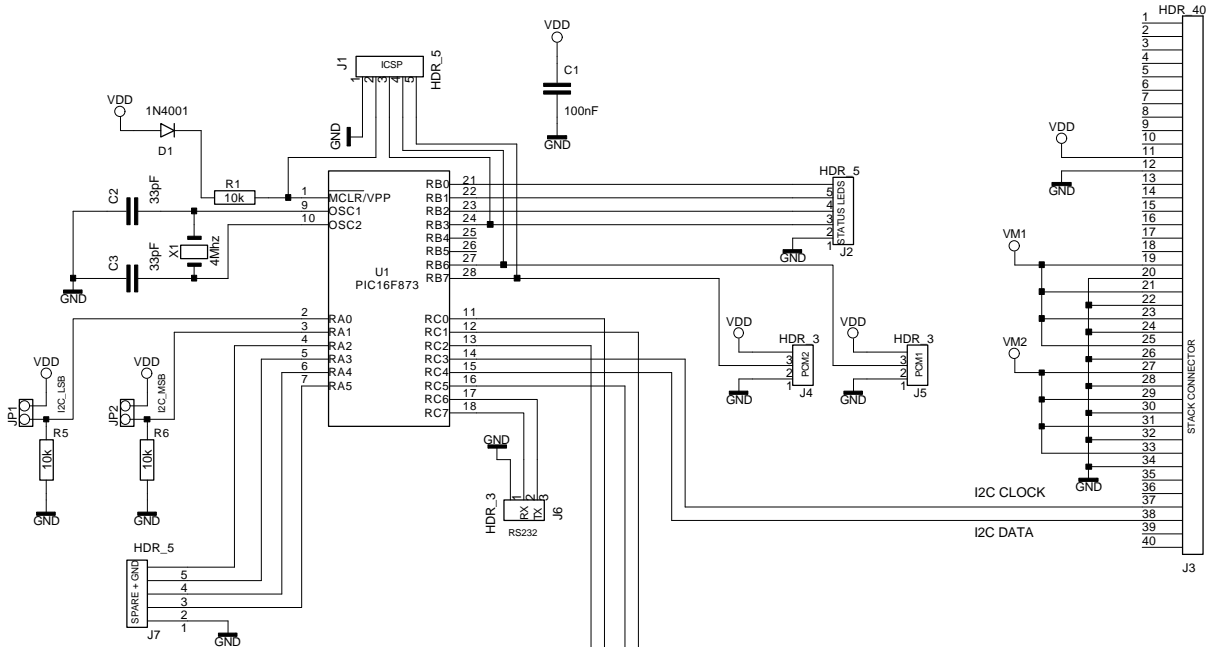 HDR_40
VDD
C1
100nF
GND
J1
ICSP
HDR_5
1 2 3 4 5
GND
VDD
1N4001
D1
R1
10k
C2
33pF
C3
33pF
X1
4Mhz
GND
1 MCLR/VPP
9 OSC1
10 OSC2
U1
PIC16F873
2 RA0
3 RA1
4 RA2
5 RA3
6 RA4
7 RA5
RB0 21
RB1 22
RB2 23
RB3 24
RB4 25
RB5 26
RB6 27
RB7 28
RC0 11
RC1 12
RC2 13
RC3 14
RC4 15
RC5 16
RC6 17
RC7 18
HDR_5
5
4
3
2
1
STATUS LEDS
J2
GND
VDD
HDR_3
3
2
1
PCM2
J4
GND
VDD
HDR_3
3
2
1
PCM1
J5
GND
VDD
I2C_LSB
JP1
R5
10k
GND
VDD
I2C_MSB
JP2
R6
10k
GND
GND
HDR_3
1 2 3
RX TX
J6
RS232
HDR_5
SPARE + GND
5
4
3
2
1
J7
GND
I2C CLOCK
I2C DATA
VDD
GND
VM1
VM2
GND
1
2
3
4
5
6
7
8
9
10
11
12
13
14
15
16
17
18
19
20
21
22
23
24
25
26
27
28
29
30
31
32
33
34
35
36
37
38
39
40
STACK CONNECTOR
J3